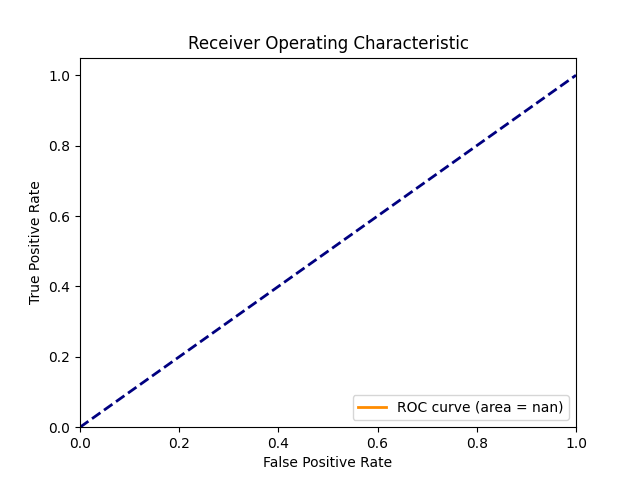 Receiver Operating Characteristic
True Positive Rate
1.0
0.8
0.6
0.4
0.2
0.0
ROC curve (area = nan)
0.0 0.2 0.4 0.6 0.8 1.0
False Positive Rate